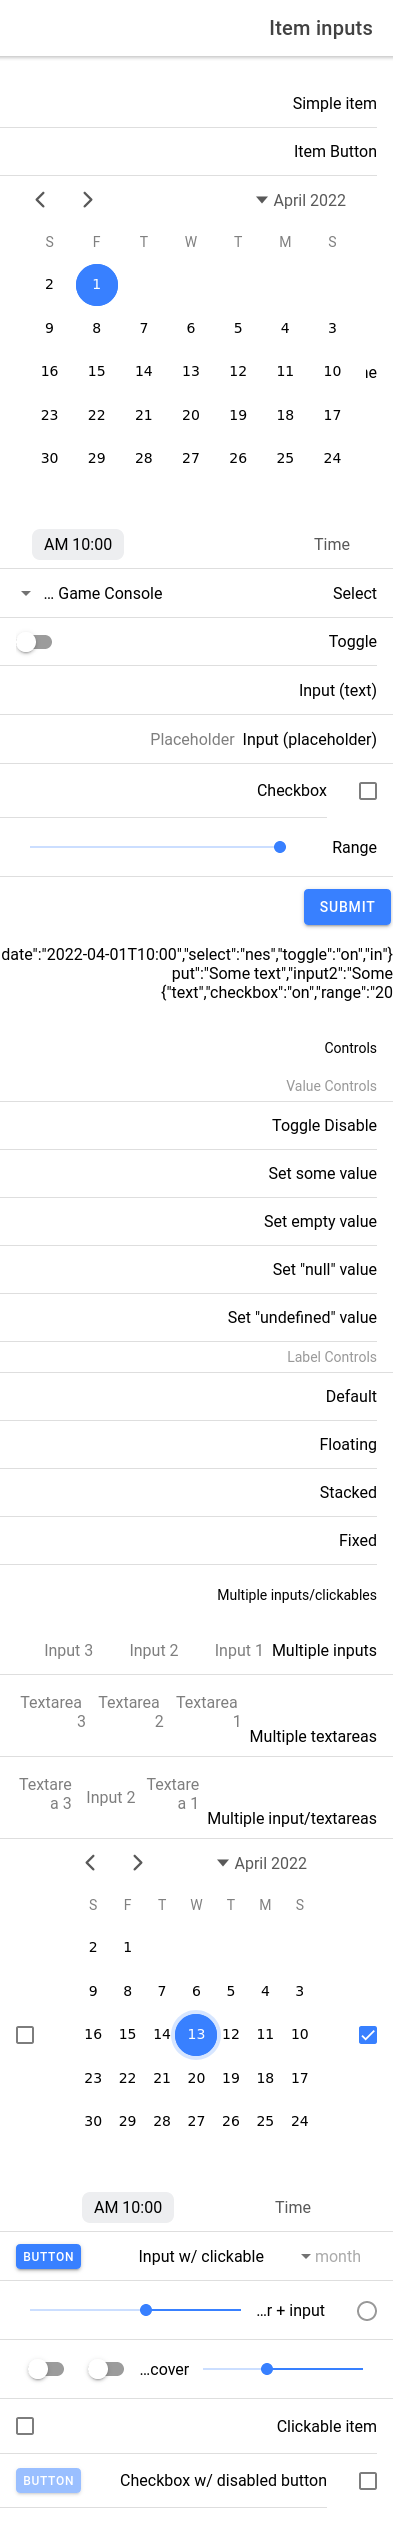 Item inputs
Simple item
Item Button
April 2022
S F T W T M S
2 1
9 8 7 6 5 4 3
16 15 14 13 12 11 10
23 22 21 20 19 18 17
30 29 28 27 26 25 24
AM 10:00 Time
... Game Console Select
Toggle
Input (text)
Placeholder Input (placeholder)
Checkbox
Range
SUBMIT
date":"2022-04-01T10:00","select":"nes","toggle":"on","in"}
put":"Some text","input2":"Some
{"text","checkbox":"on","range":"20
Controls
Value Controls
Toggle Disable
Set some value
Set empty value
Set "null" value
Set "undefined" value
Label Controls
Default
Floating
Stacked
Fixed
Multiple inputs/clickables
Input 3 Input 2 Input 1 Multiple inputs
Textarea 3 Textarea 2 Textarea 1 Multiple textareas
Textarea 3 Input 2 Textarea 1 Multiple input/textareas
April 2022
S F T W T M S
2 1
9 8 7 6 5 4 3
16 15 14 13 12 11 10
23 22 21 20 19 18 17
30 29 28 27 26 25 24
AM 10:00 Time
BUTTON Input w/ clickable month
...r + input
...cover
Clickable item
BUTTON Checkbox w/ disabled button